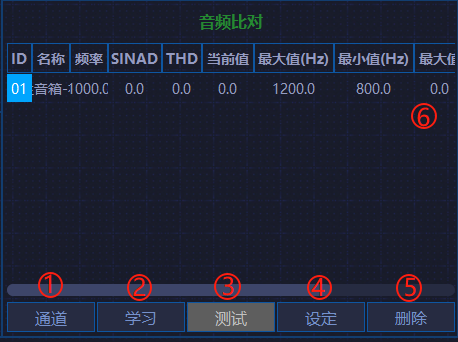 音频比对
ID 名称 频率 SINAD THD 当前值 最大值(Hz) 最小值(Hz) 最大
01 音箱- 1000.0 0.0 0.0 0.0 1200.0 800.0 0.0
⑥
① ② ③ ④ ⑤
通道 学习 测试 设定 删除